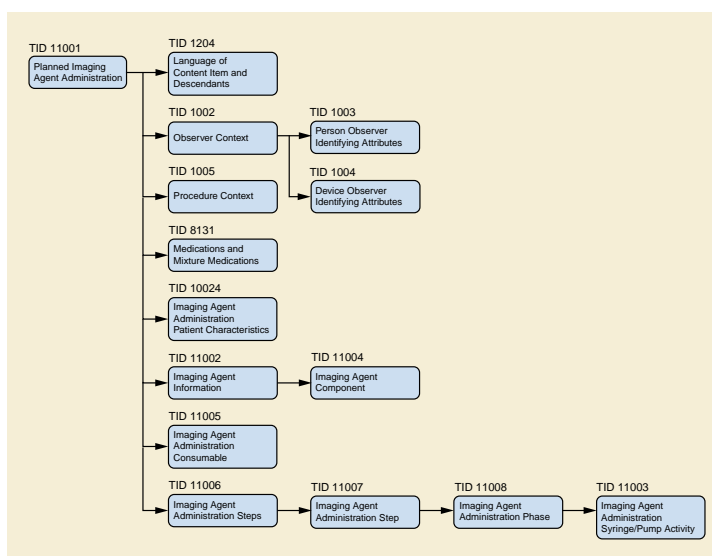 TID 11001
Planned Imaging
Agent Administration
TID 1204
Language of
Content Item and
Descendants
TID 1002
Observer Context
TID 1003
Person Observer
Identifying Attributes
TID 1004
Device Observer
Identifying Attributes
TID 1005
Procedure Context
TID 8131
Medications and
Mixture Medications
TID 10024
Imaging Agent
Administration
Patient Characteristics
TID 11002
Imaging Agent
Information
TID 11004
Imaging Agent
Component
TID 11005
Imaging Agent
Administration
Consumable
TID 11006
Imaging Agent
Administration Steps
TID 11007
Imaging Agent
Administration Step
TID 11008
Imaging Agent
Administration Phase
TID 11003
Imaging Agent
Administration
Syringe/Pump Activity